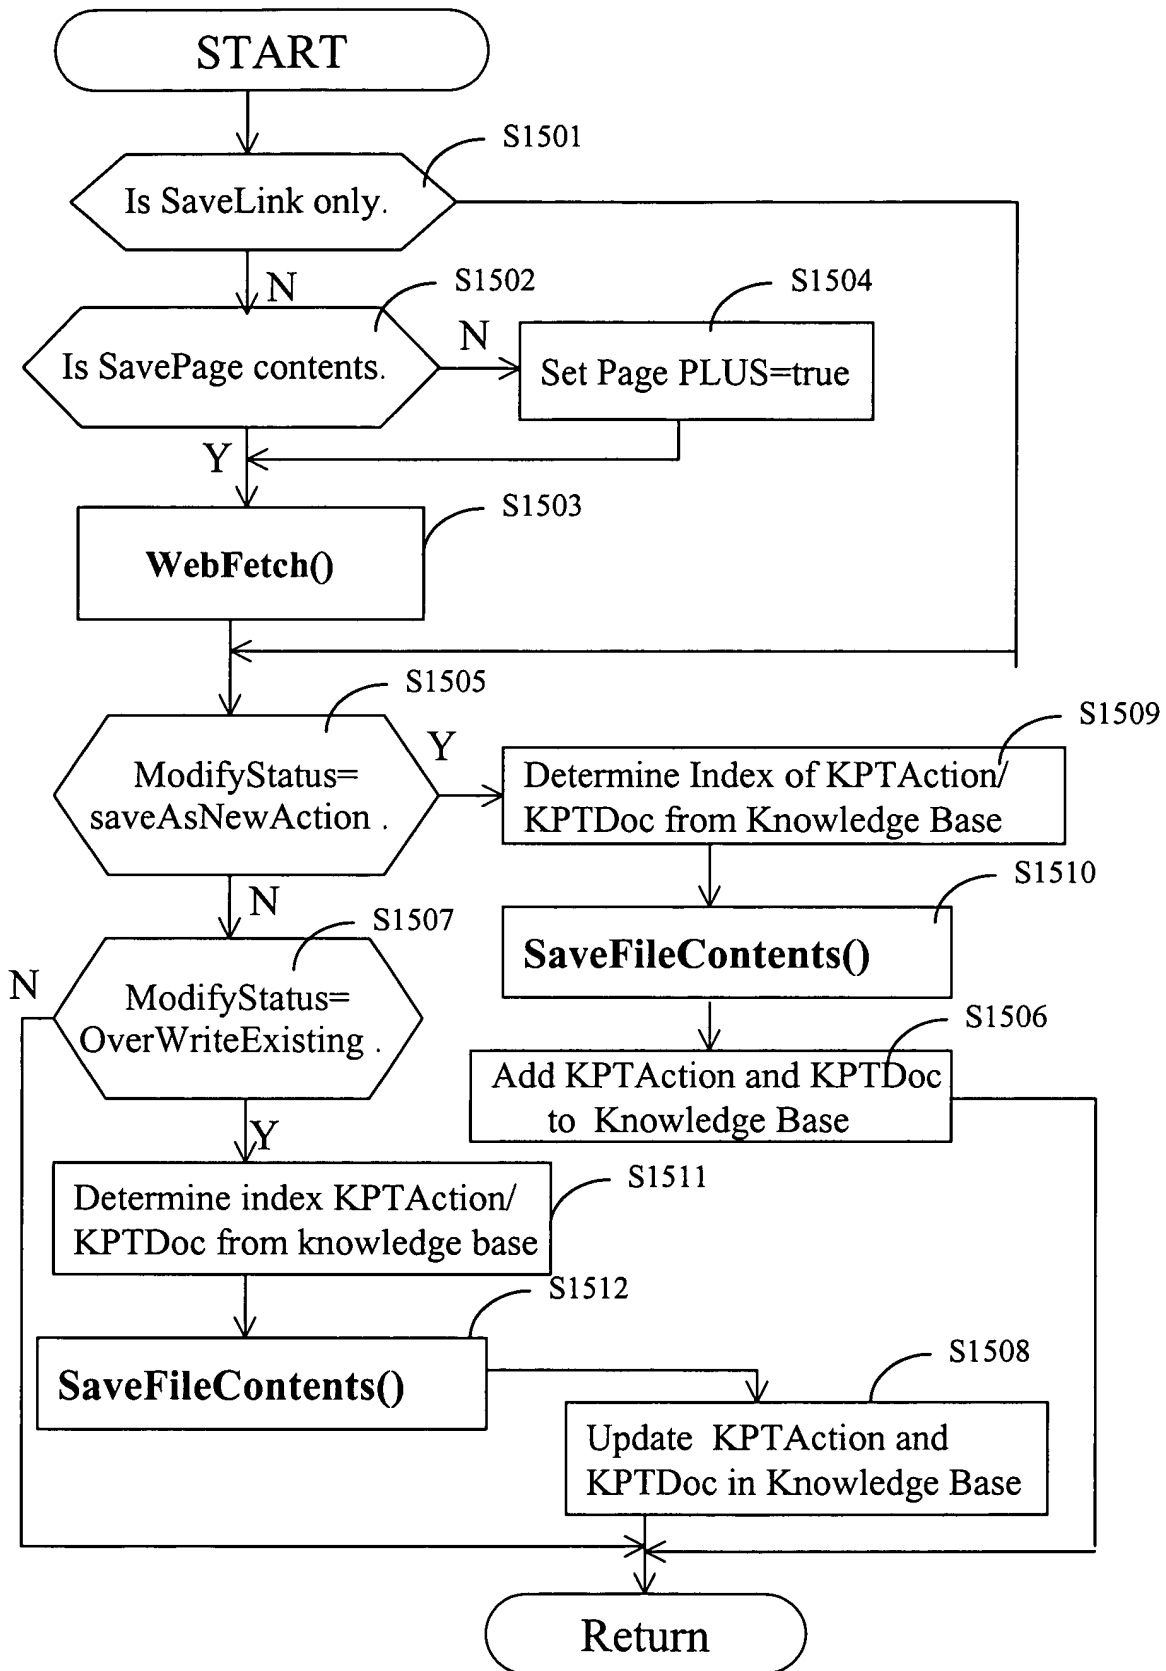 START
S1501
Is SaveLink only.
N
S1502
S1504
Is SavePage contents.
N
Set Page PLUS=true
Y
S1503
WebFetch()
S1505
S1509
ModifyStatus=
saveAsNewAction .
Y
Determine Index of KPTAction/
KPTDoc from Knowledge Base
N
S1510
S1507
SaveFileContents()
N
ModifyStatus=
OverWriteExisting .
S1506
Add KPTAction and KPTDoc
to Knowledge Base
Y
S1511
Determine index KPTAction/
KPTDoc from knowledge base
S1512
SaveFileContents()
S1508
Update KPTAction and
KPTDoc in Knowledge Base
Return